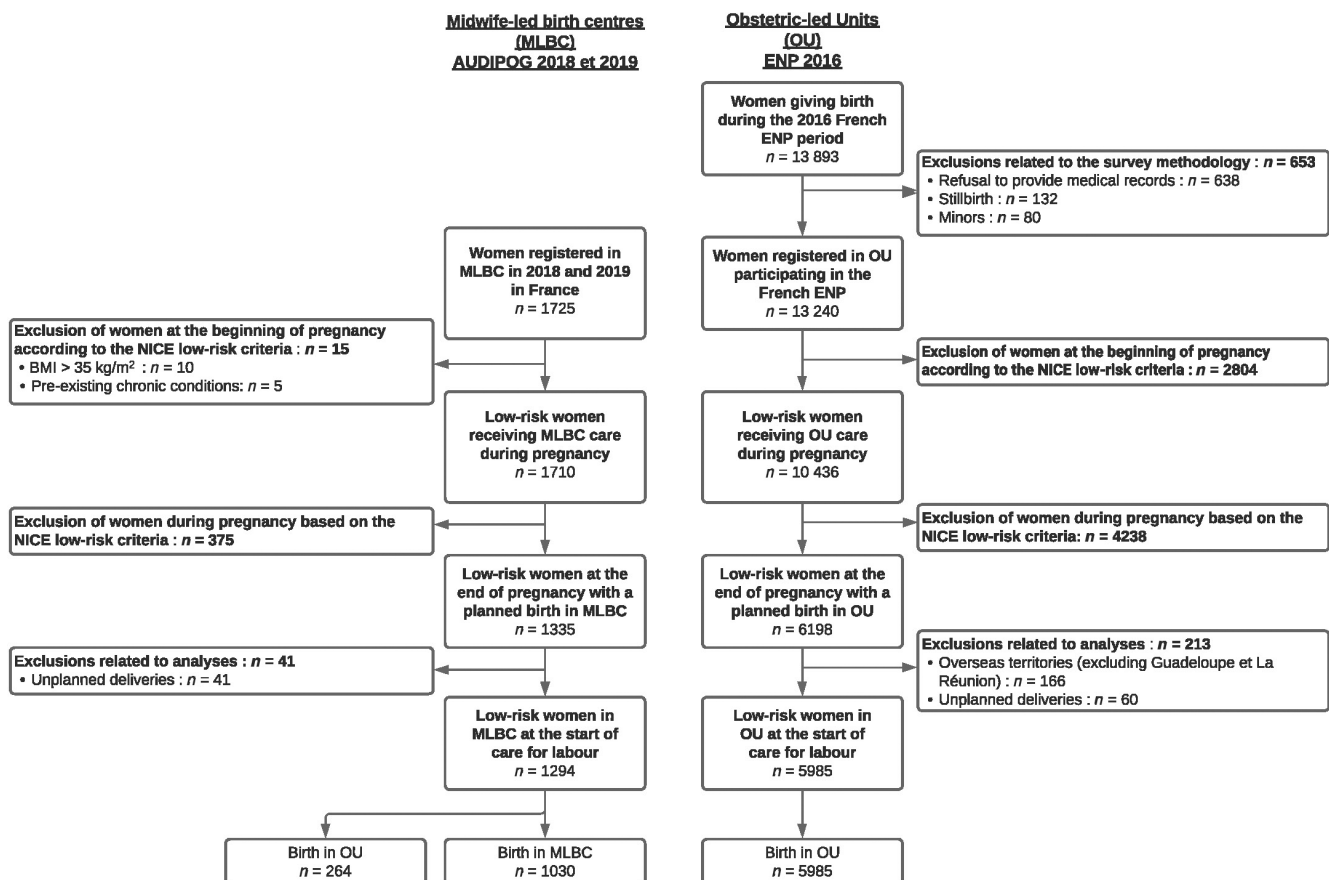 Midwife-led birth centres
(MLBC)
AUDIPOG 2018 et 2019
Obstetric-led Units
(OU)
ENP 2016
Women giving birth
during the 2016 French
ENP period
n = 13 893
Exclusions related to the survey methodology : n = 653
• Refusal to provide medical records : n = 638
• Stillbirth : n = 132
• Minors : n = 80
Women registered in
MLBC in 2018 and 2019
in France
n = 1725
Women registered in OU
participating in the
French ENP
n = 13 240
Exclusion of women at the beginning of pregnancy
according to the NICE low-risk criteria : n = 15
• BMI > 35 kg/m² : n = 10
• Pre-existing chronic conditions: n = 5
Exclusion of women at the beginning of pregnancy
according to the NICE low-risk criteria : n = 2804
Low-risk women
receiving MLBC care
during pregnancy
n = 1710
Low-risk women
receiving OU care
during pregnancy
n = 10 436
Exclusion of women during pregnancy based on the
NICE low-risk criteria : n = 375
Exclusion of women during pregnancy based on the
NICE low-risk criteria: n = 4238
Low-risk women at the
end of pregnancy with a
planned birth in MLBC
n = 1335
Low-risk women at the
end of pregnancy with a
planned birth in OU
n = 6198
Exclusions related to analyses : n = 41
• Unplanned deliveries : n = 41
Exclusions related to analyses : n = 213
• Overseas territories (excluding Guadeloupe et La
Réunion) : n = 166
• Unplanned deliveries : n = 60
Low-risk women in
MLBC at the start of
care for labour
n = 1294
Low-risk women in
OU at the start of
care for labour
n = 5985
Birth in OU
n = 264
Birth in MLBC
n = 1030
Birth in OU
n = 5985